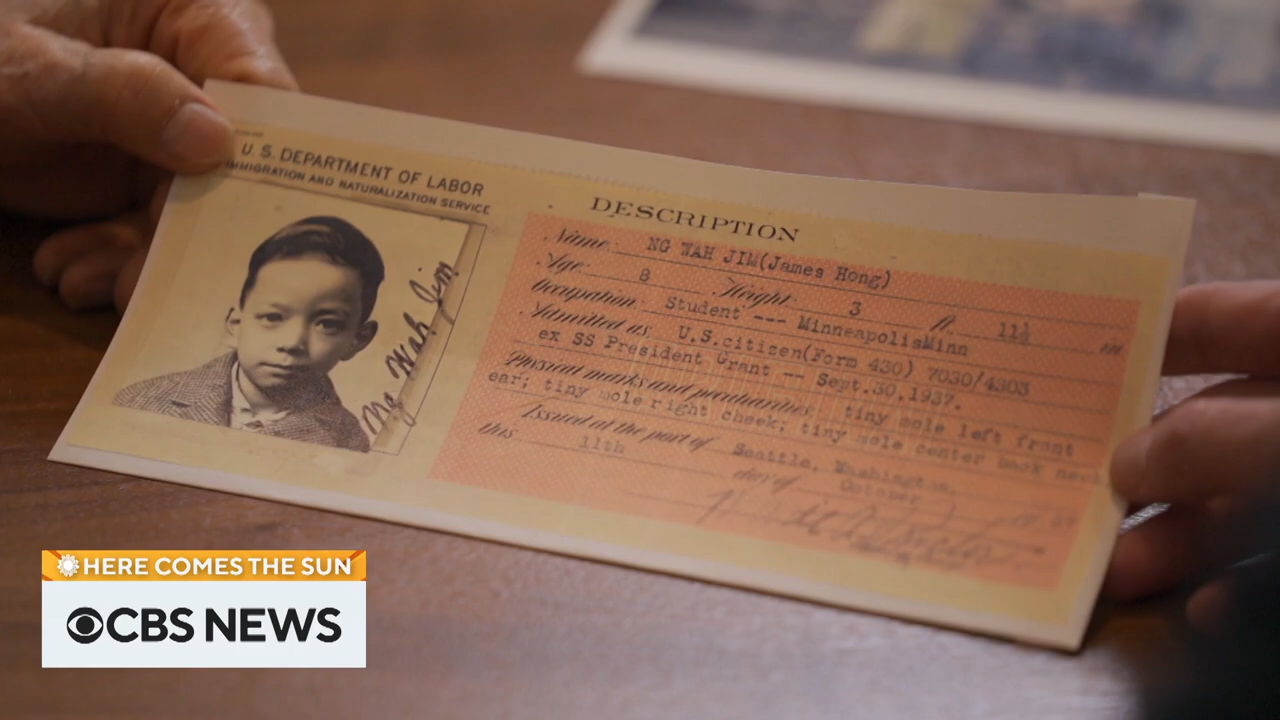 U. S. DEPARTMENT OF LABOR
IMMIGRATION AND NATURALIZATION SERVICE
Ng Wah Jim
DESCRIPTION
Name: NG WAH JIM(James Hong)
Age: 8 Height: 3 ft. 11½ in
Occupation: Student --- MinneapolisMinn
Admitted as U.S.citizen(Form 430) 7030/4303
ex SS President Grant -- Sept.30,1937.
Physical marks and peculiarities: tiny mole left front
ear; tiny mole right cheek; tiny mole center back neck
Issued at the port of Seattle, Washington,
this 11th day of October
HERE COMES THE SUN
CBS NEWS